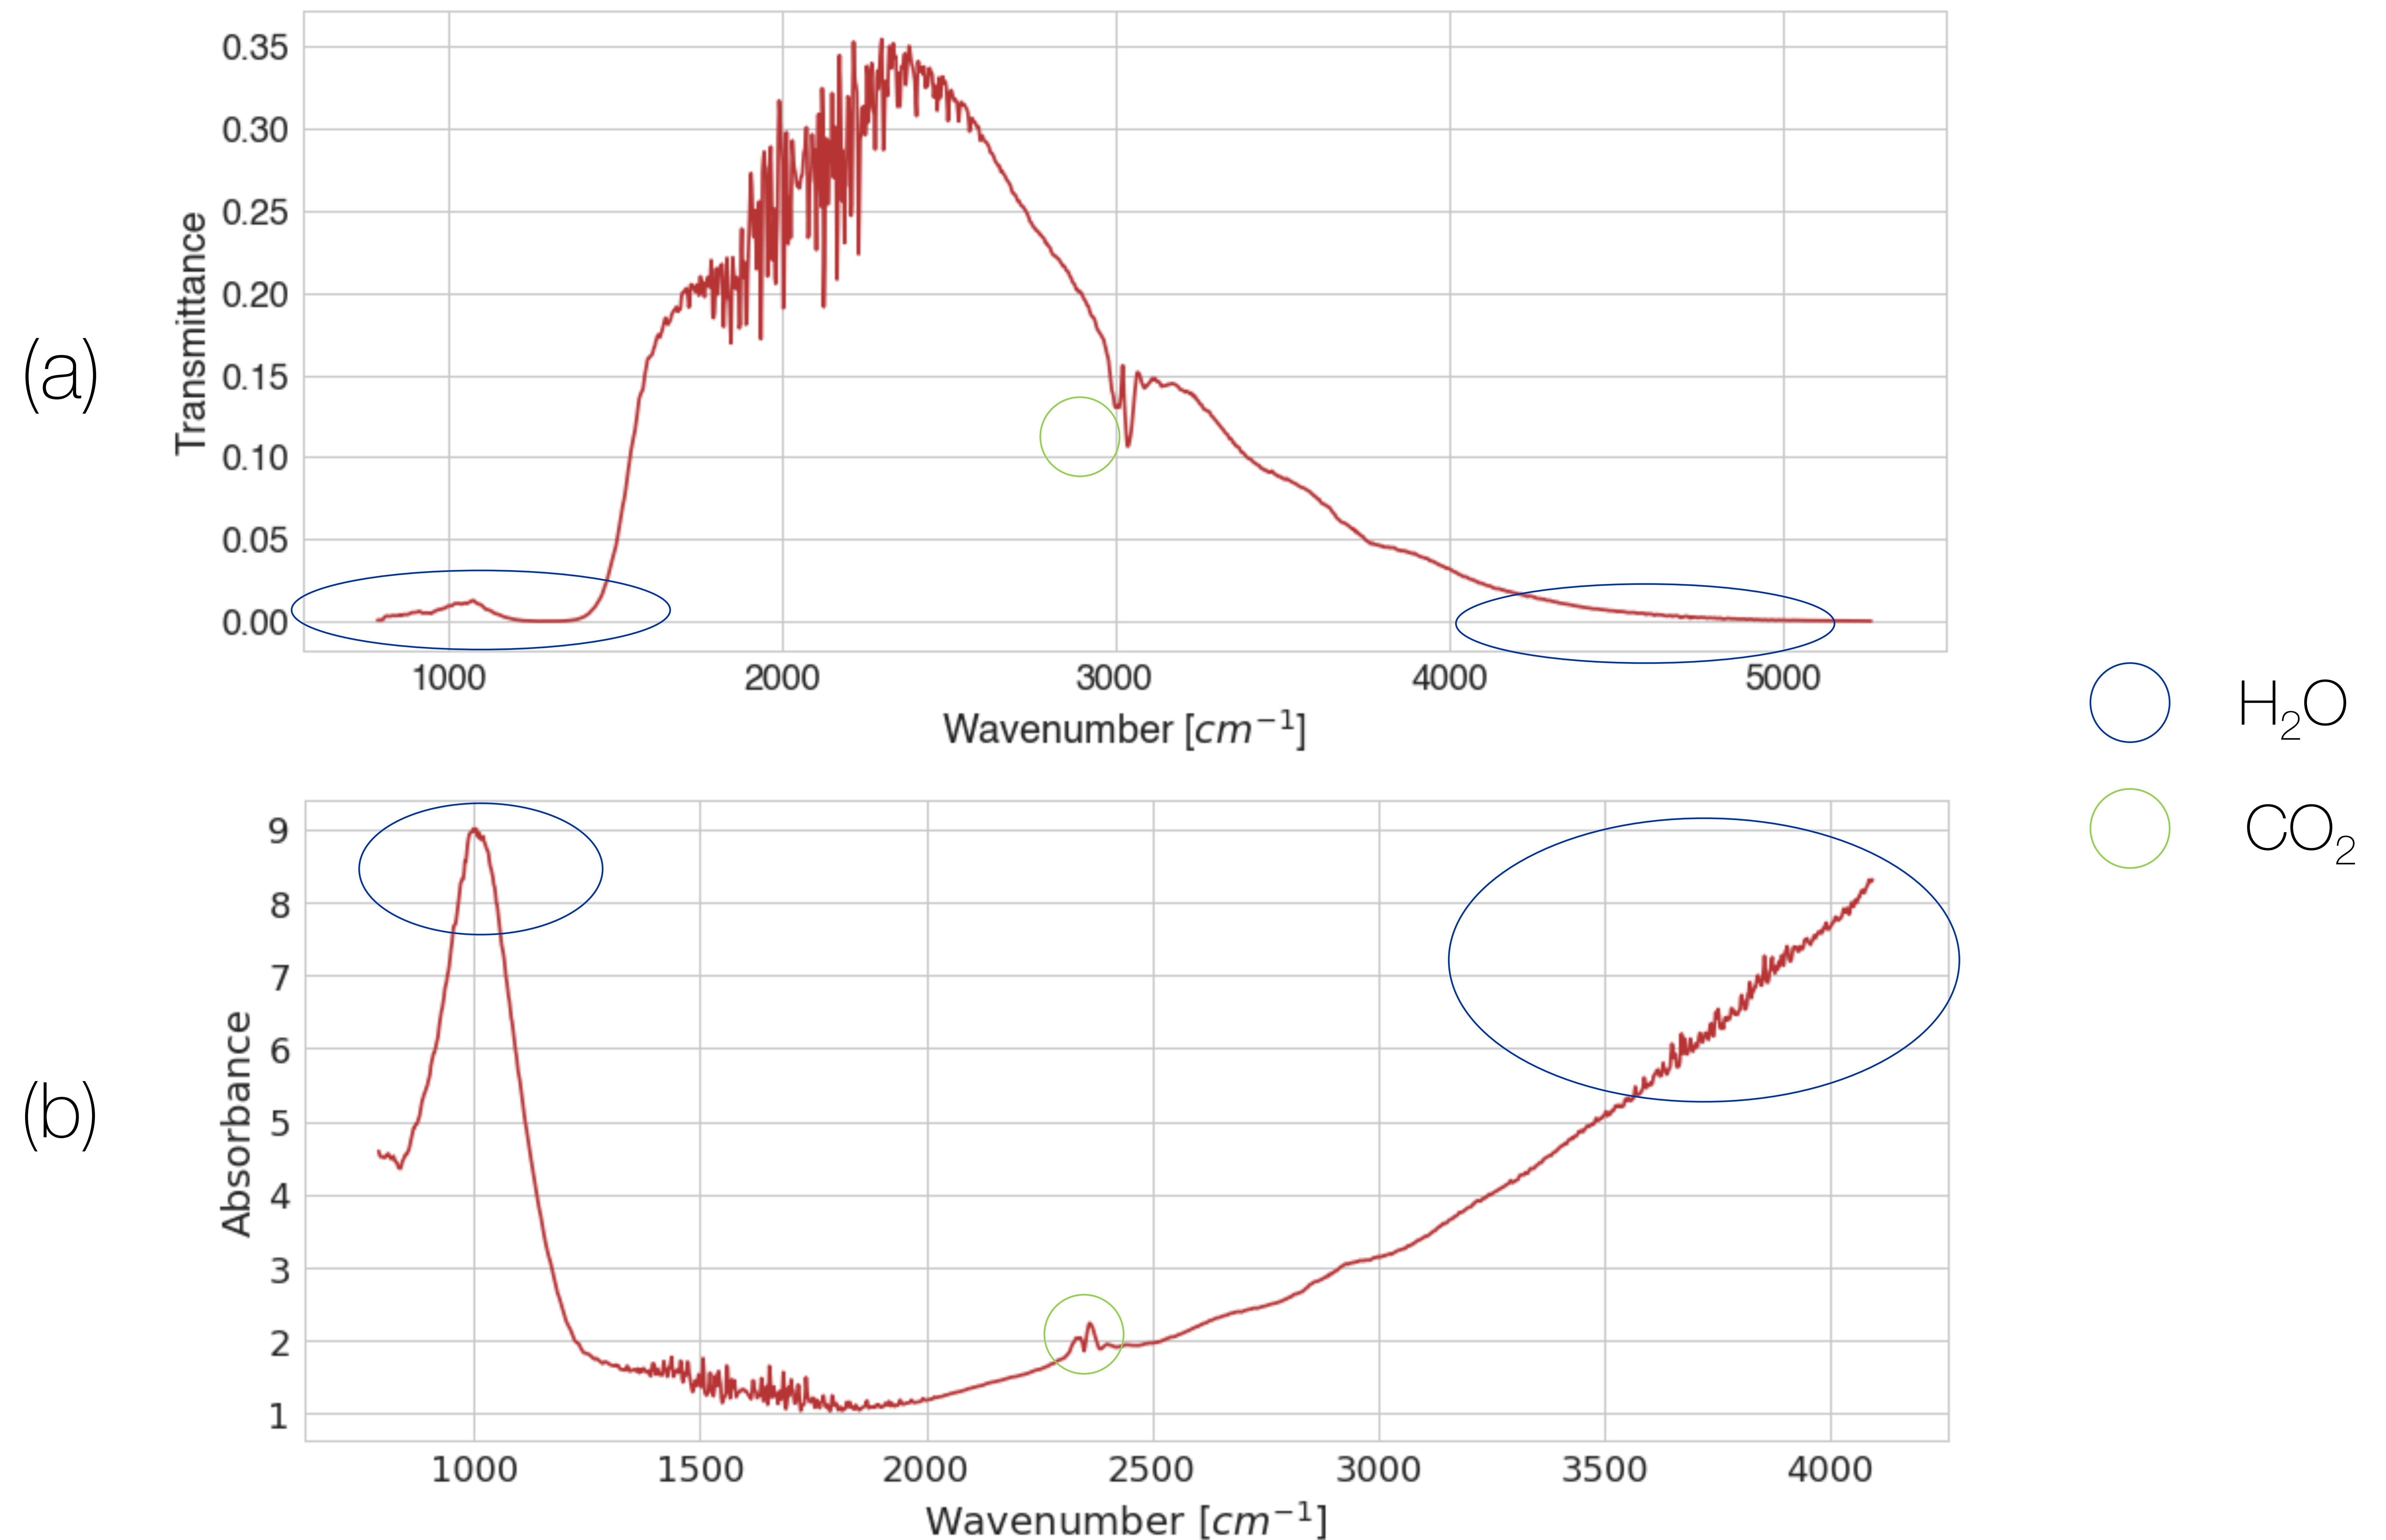 (a)
Transmittance
0.35
0.30
0.25
0.20
0.15
0.10
0.05
0.00
1000 2000 3000 4000 5000
Wavenumber [cm⁻¹]
H₂O
CO₂
(b)
Absorbance
9
8
7
6
5
4
3
2
1
1000 1500 2000 2500 3000 3500 4000
Wavenumber [cm⁻¹]